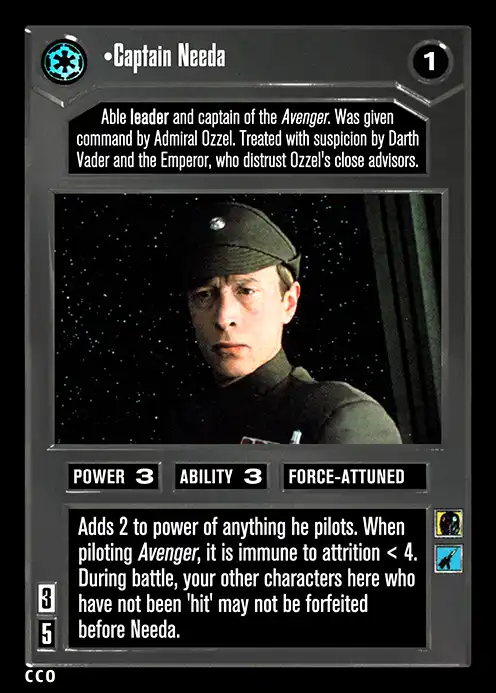 •Captain Needa
1
Able leader and captain of the Avenger. Was given
command by Admiral Ozzel. Treated with suspicion by Darth
Vader and the Emperor, who distrust Ozzel's close advisors.
POWER 3 ABILITY 3 FORCE-ATTUNED
Adds 2 to power of anything he pilots. When
piloting Avenger, it is immune to attrition < 4.
During battle, your other characters here who
have not been 'hit' may not be forfeited
before Needa.
3
5
CCO